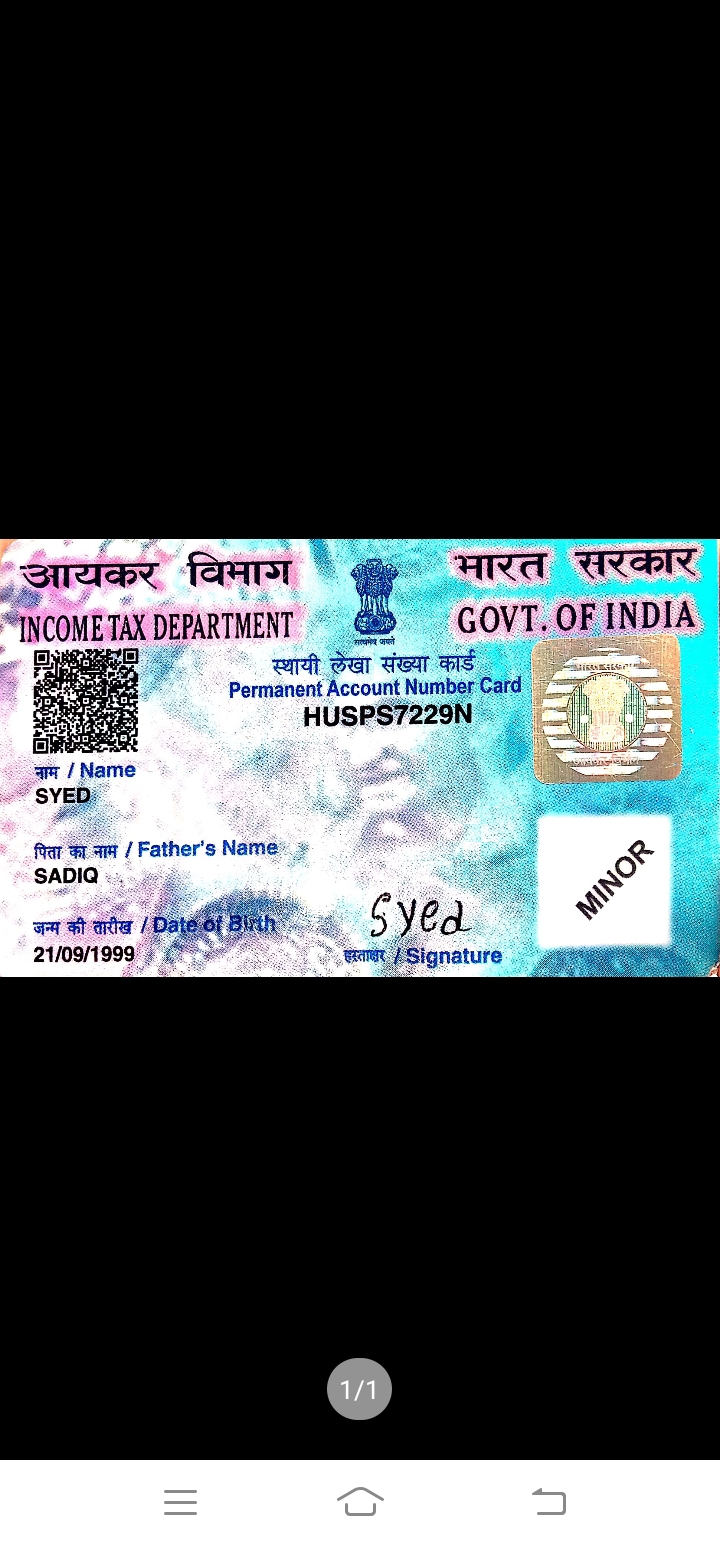 आयकर विभाग
भारत सरकार
INCOME TAX DEPARTMENT
GOVT. OF INDIA
सत्यमेव जयते
स्थायी लेखा संख्या कार्ड
Permanent Account Number Card
HUSPS7229N
नाम / Name
SYED
पिता का नाम / Father's Name
SADIQ
जन्म की तारीख / Date of Birth
21/09/1999
Syed
हस्ताक्षर / Signature
MINOR
1/1